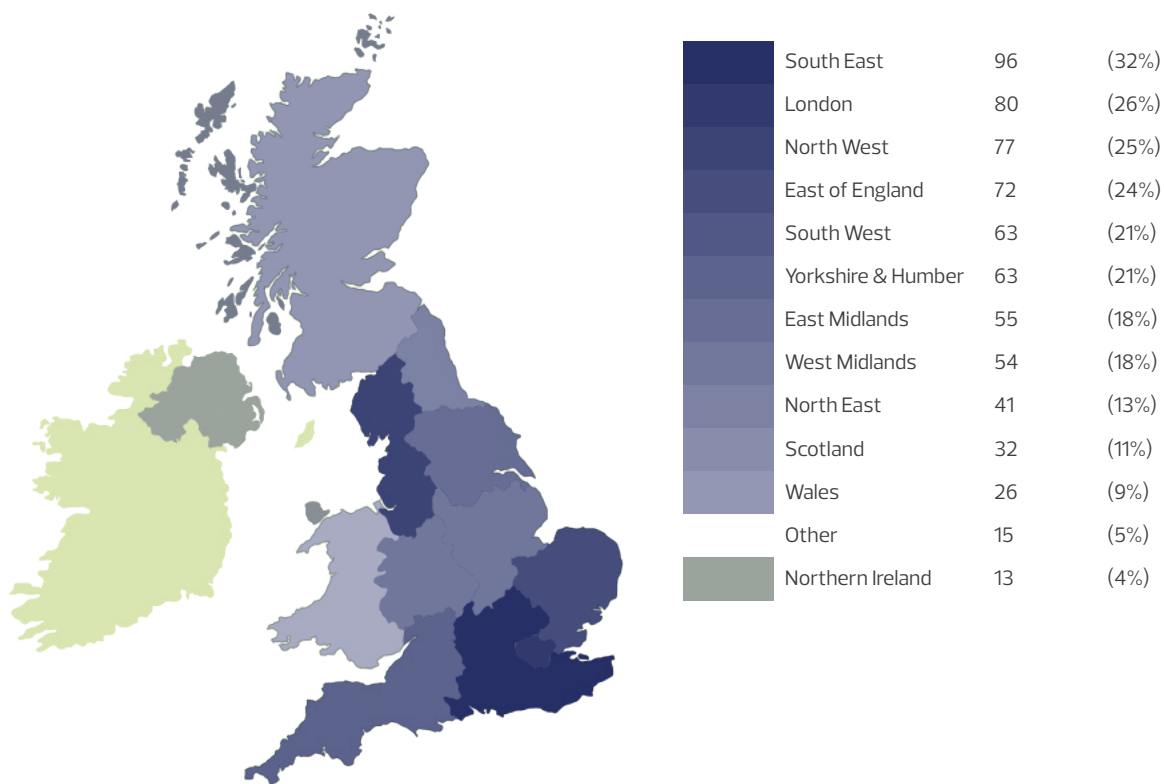 South East 96 (32%)
London 80 (26%)
North West 77 (25%)
East of England 72 (24%)
South West 63 (21%)
Yorkshire & Humber 63 (21%)
East Midlands 55 (18%)
West Midlands 54 (18%)
North East 41 (13%)
Scotland 32 (11%)
Wales 26 (9%)
Other 15 (5%)
Northern Ireland 13 (4%)